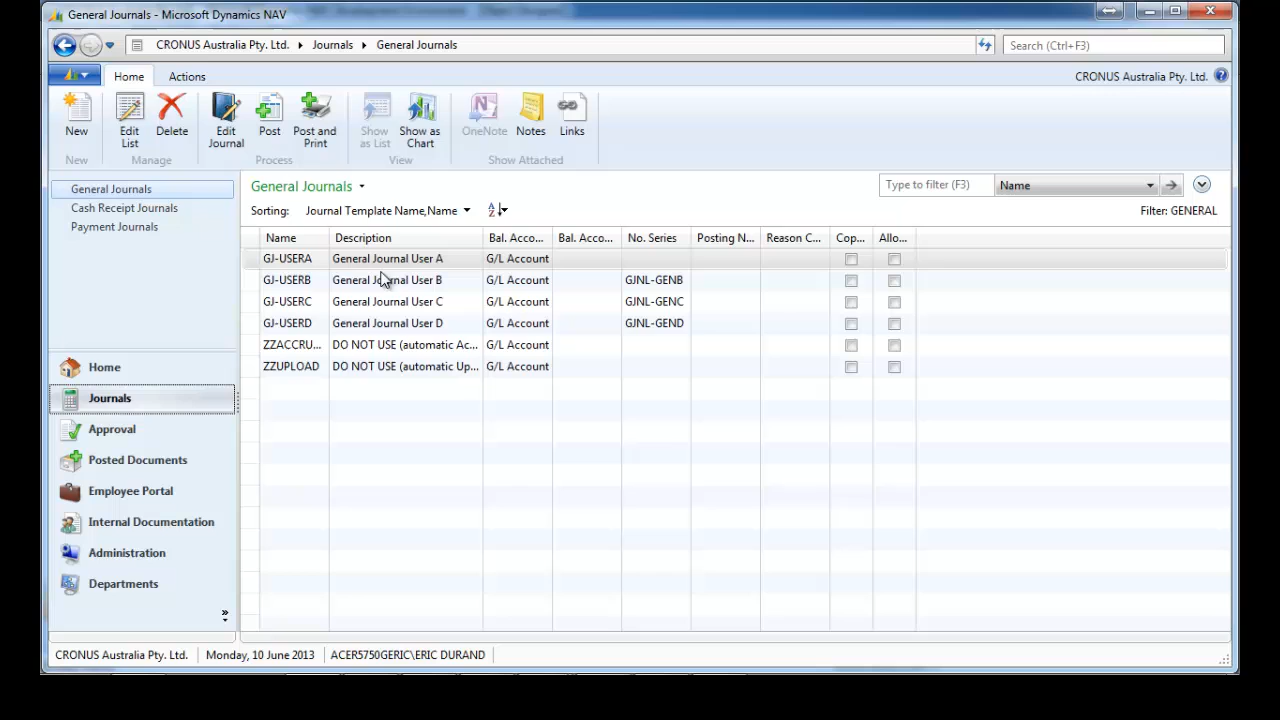 General Journals - Microsoft Dynamics NAV
CRONUS Australia Pty. Ltd. Journals General Journals
Search (Ctrl+F3)
Home Actions
CRONUS Australia Pty. Ltd.
New Edit List Delete Edit Journal Post Post and Print Show as List Show as Chart OneNote Notes Links
New Manage Process View Show Attached
General Journals
Cash Receipt Journals
Payment Journals
Home
Journals
Approval
Posted Documents
Employee Portal
Internal Documentation
Administration
Departments
General Journals
Type to filter (F3) Name
Sorting: Journal Template Name,Name
Filter: GENERAL
Name Description Bal. Acco... Bal. Acco... No. Series Posting N... Reason C... Cop... Allo...
GJ-USERA General Journal User A G/L Account
GJ-USERB General Journal User B G/L Account GJNL-GENB
GJ-USERC General Journal User C G/L Account GJNL-GENC
GJ-USERD General Journal User D G/L Account GJNL-GEND
ZZACCRU... DO NOT USE (automatic Ac... G/L Account
ZZUPLOAD DO NOT USE (automatic Up... G/L Account
CRONUS Australia Pty. Ltd. Monday, 10 June 2013 ACER5750GERIC\ERIC DURAND